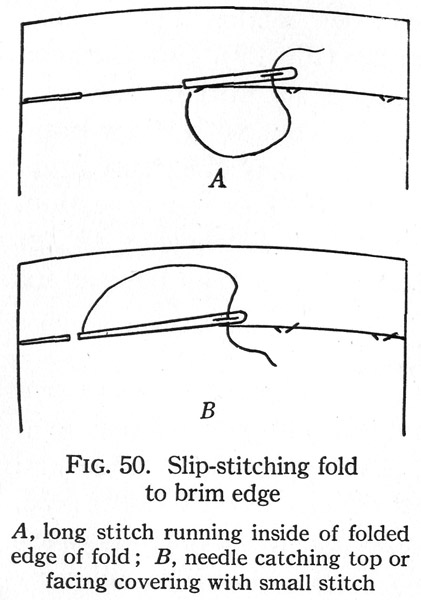 A
B
FIG. 50. Slip-stitching fold
to brim edge
A, long stitch running inside of folded
edge of fold; B, needle catching top or
facing covering with small stitch